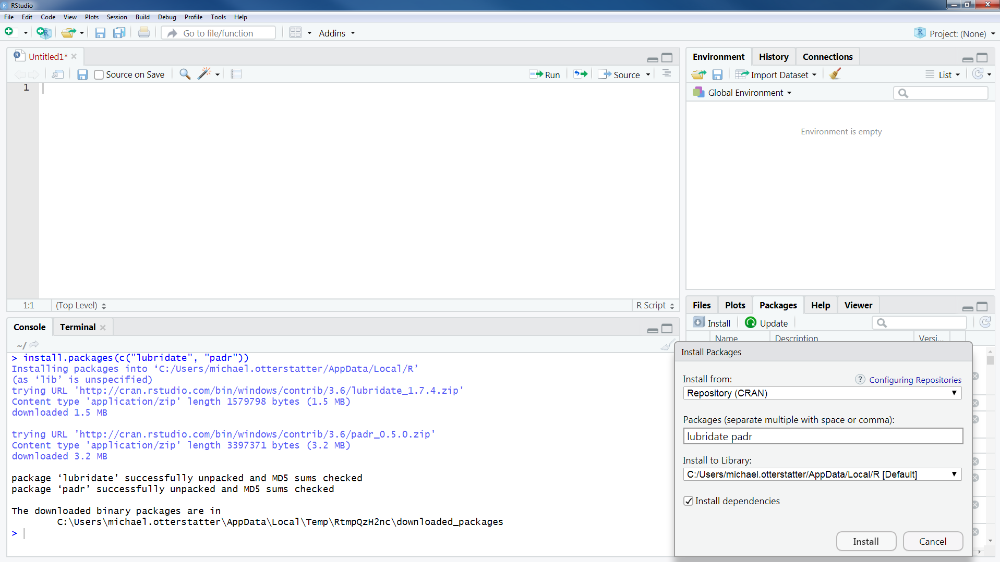 RStudio
File Edit Code View Plots Session Build Debug Profile Tools Help
Go to file/function Addins Project: (None)
Untitled1*
Source on Save Run Source
1
1:1 (Top Level) R Script
Console Terminal
~/
> install.packages(c("lubridate", "padr"))
Installing packages into ‘C:/Users/michael.otterstatter/AppData/Local/R’
(as ‘lib’ is unspecified)
trying URL 'http://cran.rstudio.com/bin/windows/contrib/3.6/lubridate_1.7.4.zip'
Content type 'application/zip' length 1579798 bytes (1.5 MB)
downloaded 1.5 MB
trying URL 'http://cran.rstudio.com/bin/windows/contrib/3.6/padr_0.5.0.zip'
Content type 'application/zip' length 3397371 bytes (3.2 MB)
downloaded 3.2 MB
package ‘lubridate’ successfully unpacked and MD5 sums checked
package ‘padr’ successfully unpacked and MD5 sums checked
The downloaded binary packages are in
C:\Users\michael.otterstatter\AppData\Local\Temp\RtmpQzH2nc\downloaded_packages
>
Environment History Connections
Import Dataset List
Global Environment
Environment is empty
Files Plots Packages Help Viewer
Install Update
Name Description Versi...
Install Packages
Install from: ? Configuring Repositories
Repository (CRAN)
Packages (separate multiple with space or comma):
lubridate padr
Install to Library:
C:/Users/michael.otterstatter/AppData/Local/R [Default]
Install dependencies
Install Cancel